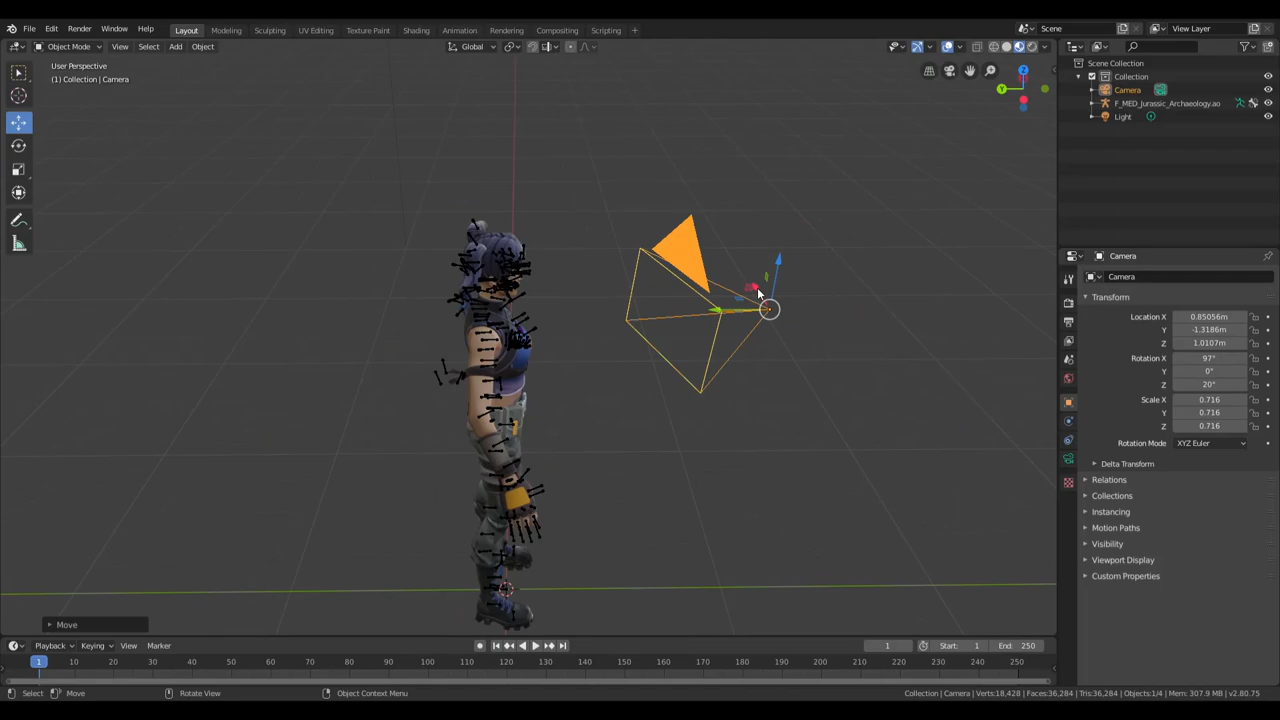 File Edit Render Window Help Layout Modeling Sculpting UV Editing Texture Paint Shading Animation Rendering Compositing Scripting + Scene View Layer
Object Mode View Select Add Object Global
User Perspective
(1) Collection | Camera
Z
Y
Scene Collection
Collection
Camera
F_MED_Jurassic_Archaeology.ao
Light
Camera
Camera
Transform
Location X 0.85056m
Y -1.3186m
Z 1.0107m
Rotation X 97°
Y 0°
Z 20°
Scale X 0.716
Y 0.716
Z 0.716
Rotation Mode XYZ Euler
Delta Transform
Relations
Collections
Instancing
Motion Paths
Visibility
Viewport Display
Custom Properties
Move
Playback Keying View Marker 1 Start: 1 End: 250
1 10 20 30 40 50 60 70 80 90 100 110 120 130 140 150 160 170 180 190 200 210 220 230 240 250
Select Move Rotate View Object Context Menu Collection | Camera | Verts:18,428 | Faces:36,284 | Tris:36,284 | Objects:1/4 | Mem: 307.9 MB | v2.80.75